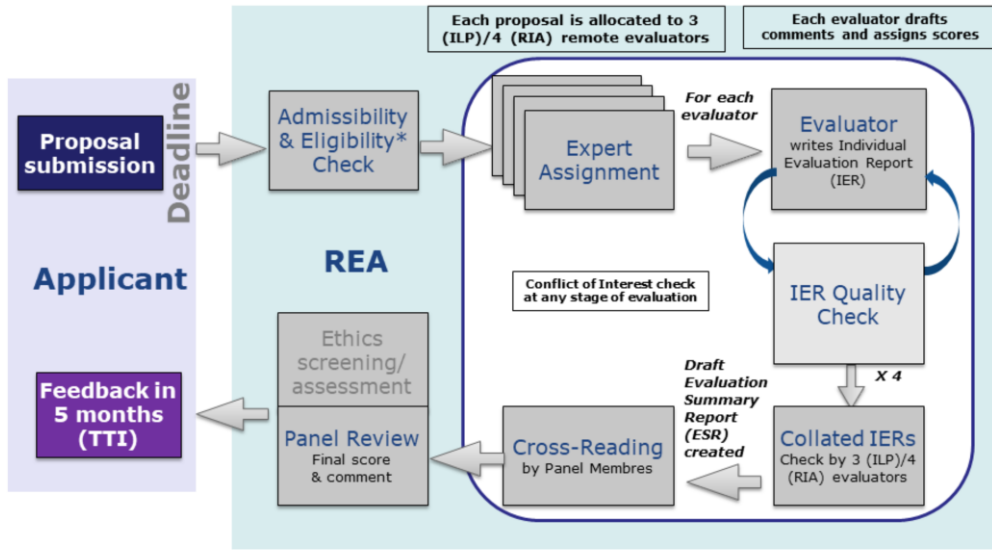 Each proposal is allocated to 3
(ILP)/4 (RIA) remote evaluators
Each evaluator drafts
comments and assigns scores
Proposal
submission
Deadline
Admissibility
& Eligibility*
Check
Expert
Assignment
For each
evaluator
Evaluator
writes Individual
Evaluation Report
(IER)
Applicant
REA
Conflict of Interest check
at any stage of evaluation
IER Quality
Check
X 4
Collated IERs
Check by 3 (ILP)/4
(RIA) evaluators
Draft
Evaluation
Summary
Report
(ESR)
created
Cross-Reading
by Panel Membres
Ethics
screening/
assessment
Panel Review
Final score
& comment
Feedback in
5 months
(TTI)